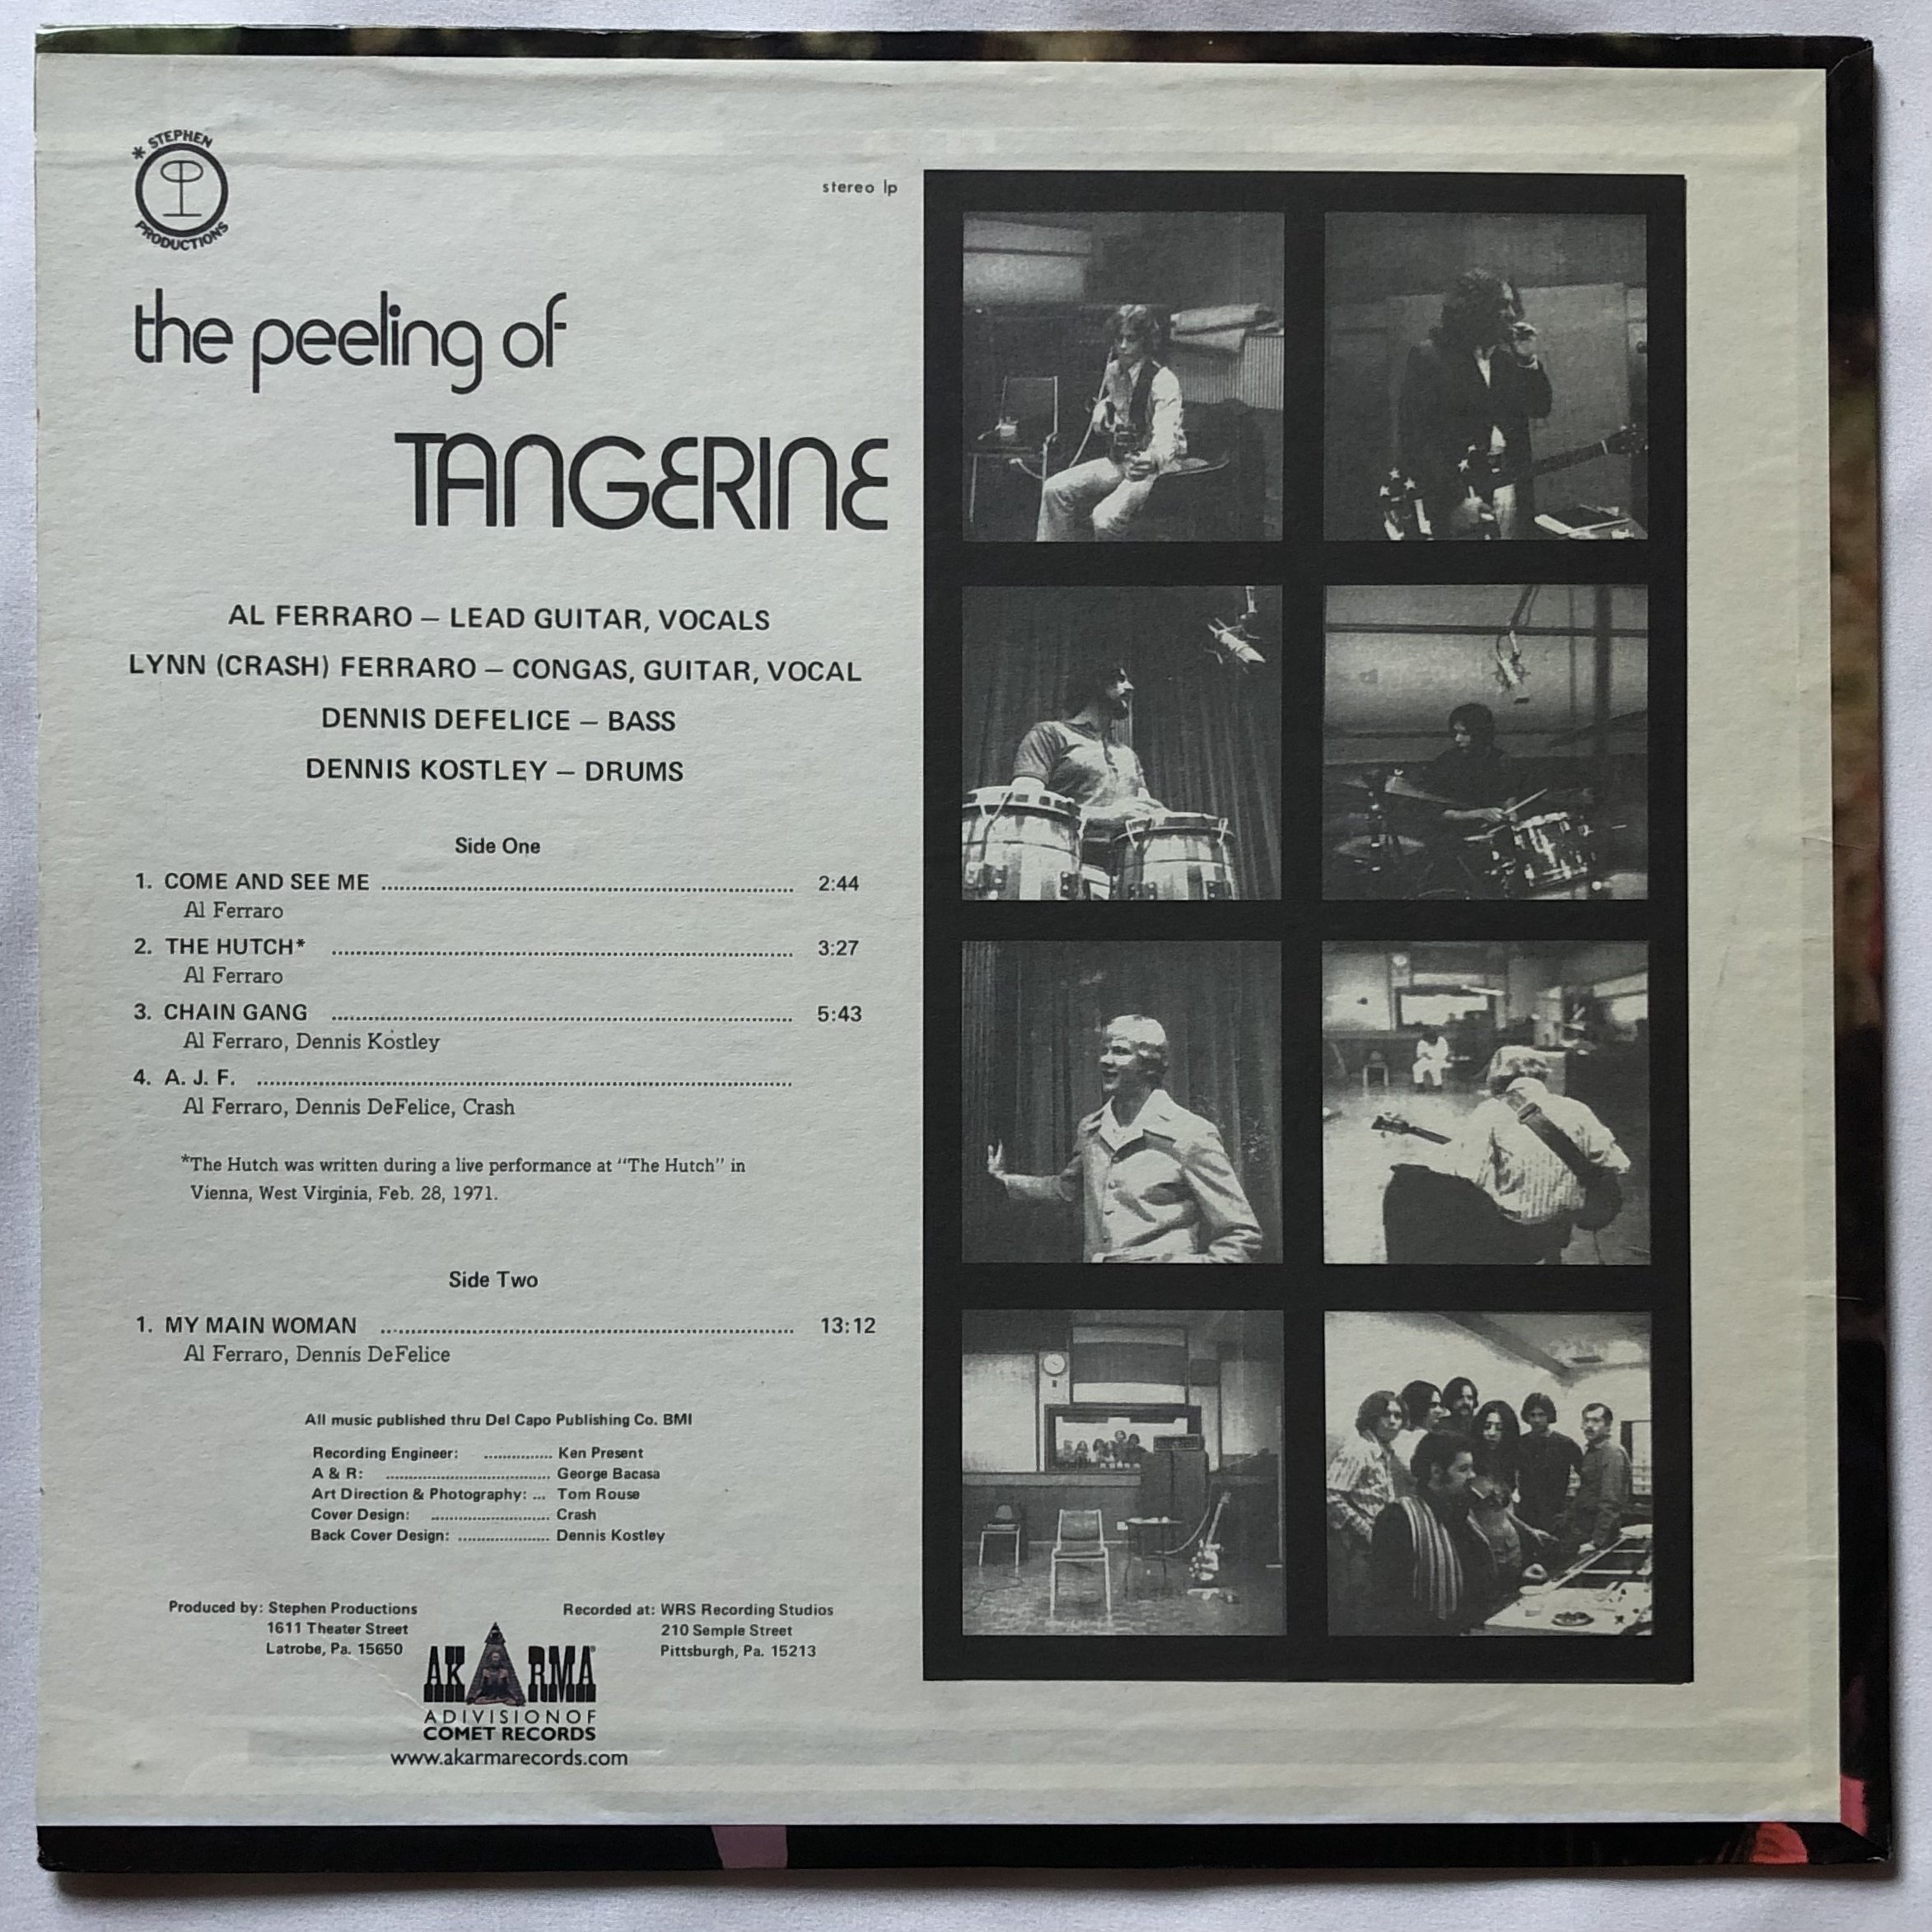 * STEPHEN
PRODUCTIONS
stereo lp
the peeling of
TANGERINE
AL FERRARO – LEAD GUITAR, VOCALS
LYNN (CRASH) FERRARO – CONGAS, GUITAR, VOCAL
DENNIS DEFELICE – BASS
DENNIS KOSTLEY – DRUMS
Side One
1. COME AND SEE ME ........ 2:44
Al Ferraro
2. THE HUTCH* ........ 3:27
Al Ferraro
3. CHAIN GANG ........ 5:43
Al Ferraro, Dennis Kostley
4. A. J. F. ........
Al Ferraro, Dennis DeFelice, Crash
*The Hutch was written during a live performance at "The Hutch" in
Vienna, West Virginia, Feb. 28, 1971.
Side Two
1. MY MAIN WOMAN ........ 13:12
Al Ferraro, Dennis DeFelice
All music published thru Del Capo Publishing Co. BMI
Recording Engineer: ........ Ken Present
A & R: ........ George Bacasa
Art Direction & Photography: ... Tom Rouse
Cover Design: ........ Crash
Back Cover Design: ........ Dennis Kostley
Produced by: Stephen Productions
1611 Theater Street
Latrobe, Pa. 15650
Recorded at: WRS Recording Studios
210 Semple Street
Pittsburgh, Pa. 15213
AKARMA®
A DIVISION OF
COMET RECORDS
www.akarmarecords.com